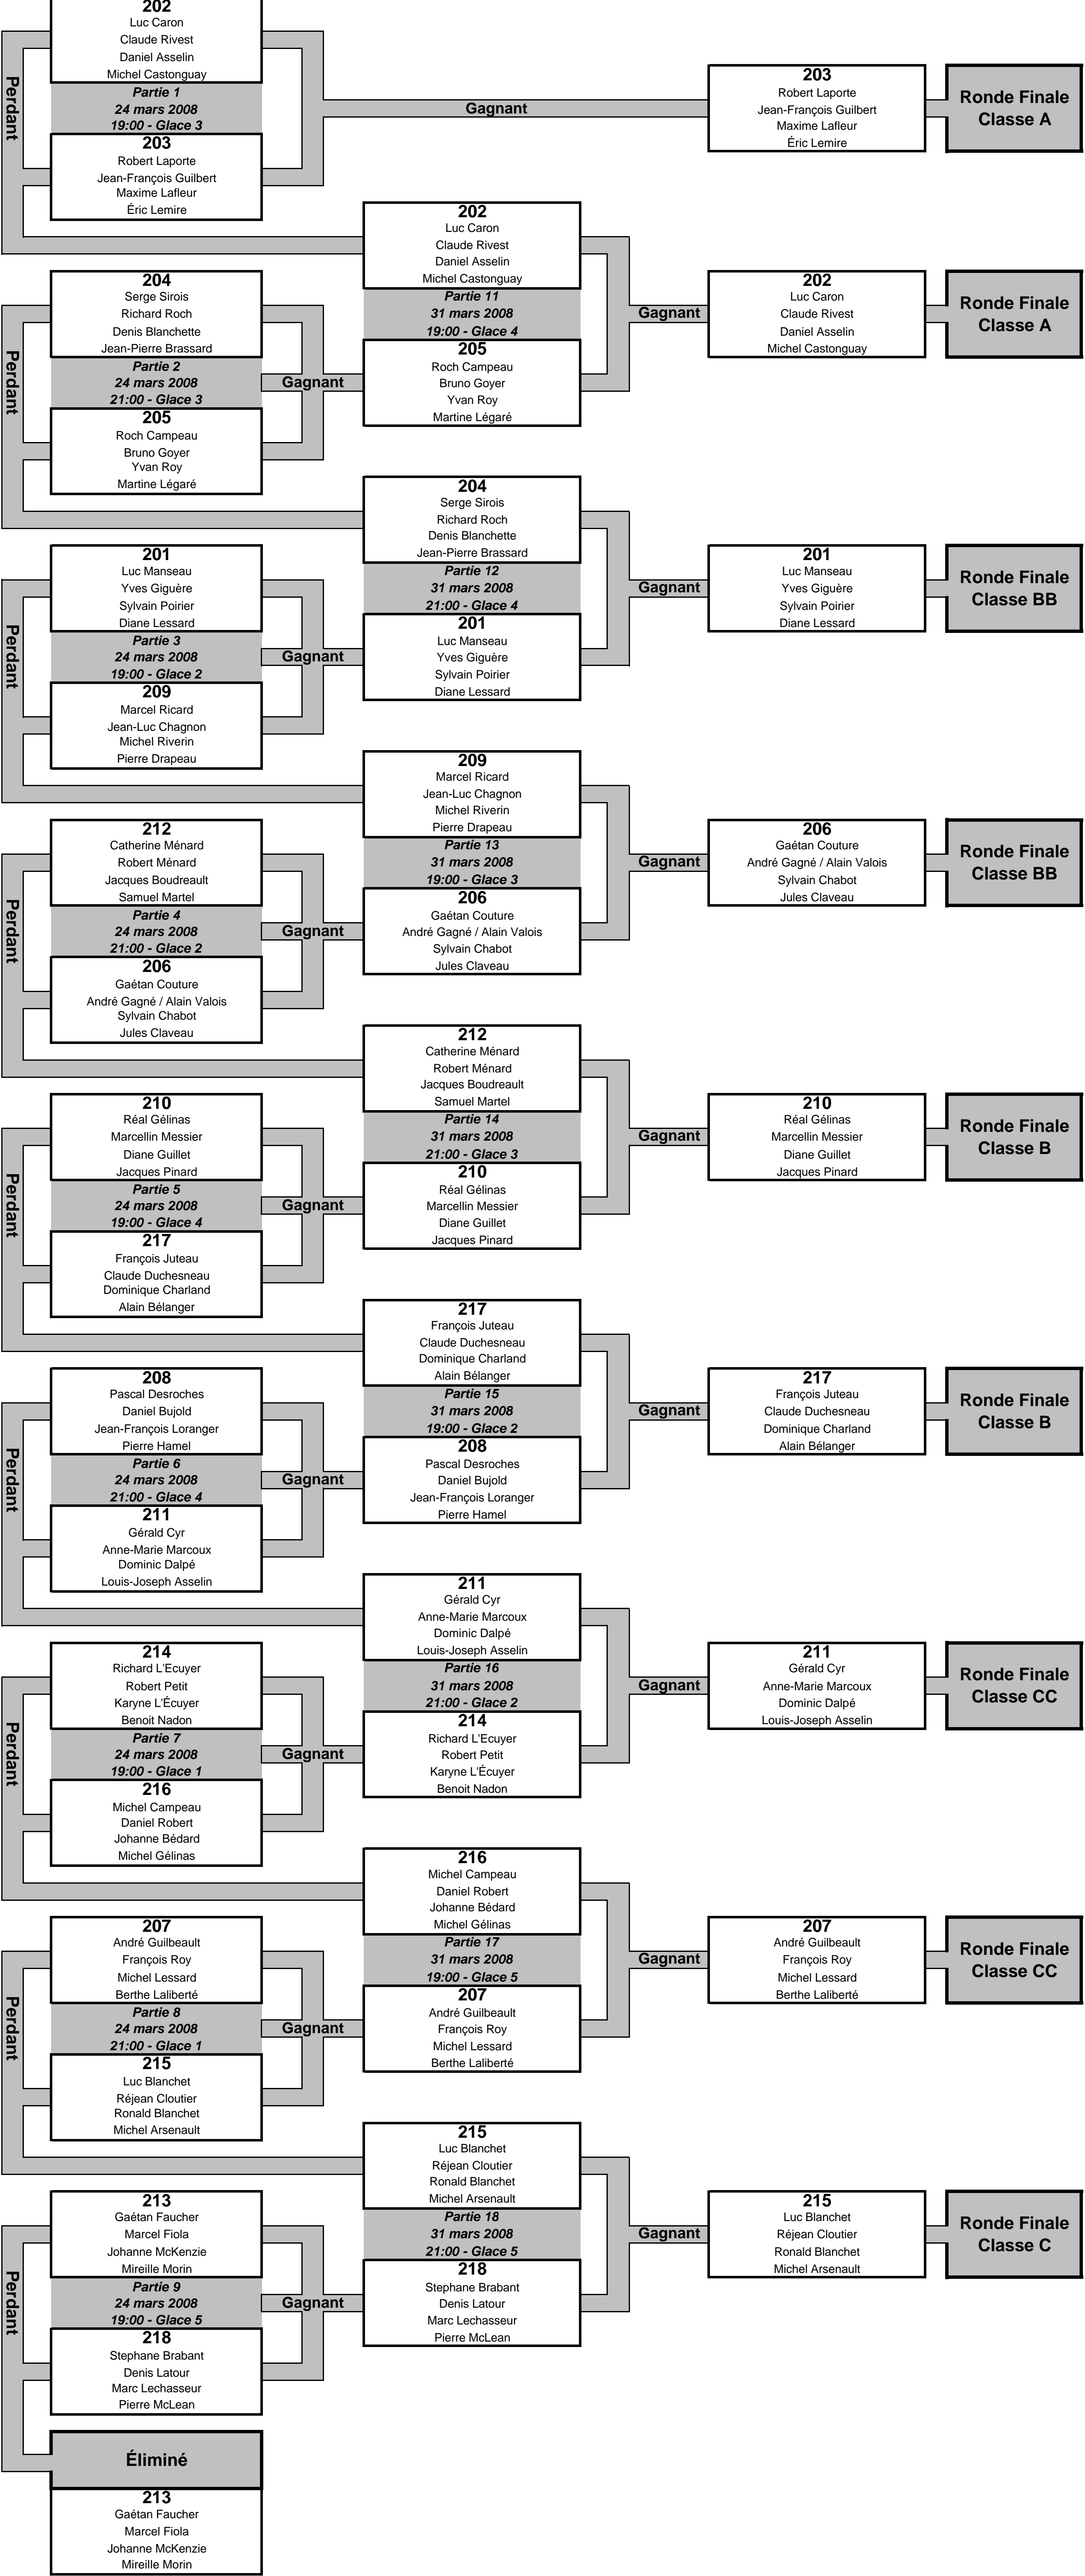 202
Luc Caron
Claude Rivest
Daniel Asselin
Michel Castonguay
Perdant
Partie 1
24 mars 2008
19:00 - Glace 3
203
Robert Laporte
Jean-François Guilbert
Maxime Lafleur
Éric Lemire
Gagnant
203
Robert Laporte
Jean-François Guilbert
Maxime Lafleur
Éric Lemire
Ronde Finale
Classe A
204
Serge Sirois
Richard Roch
Denis Blanchette
Jean-Pierre Brassard
Perdant
Partie 2
24 mars 2008
21:00 - Glace 3
Gagnant
205
Roch Campeau
Bruno Goyer
Yvan Roy
Martine Légaré
202
Luc Caron
Claude Rivest
Daniel Asselin
Michel Castonguay
Partie 11
31 mars 2008
19:00 - Glace 4
205
Roch Campeau
Bruno Goyer
Yvan Roy
Martine Légaré
Gagnant
202
Luc Caron
Claude Rivest
Daniel Asselin
Michel Castonguay
Ronde Finale
Classe A
201
Luc Manseau
Yves Giguère
Sylvain Poirier
Diane Lessard
Perdant
Partie 3
24 mars 2008
19:00 - Glace 2
Gagnant
209
Marcel Ricard
Jean-Luc Chagnon
Michel Riverin
Pierre Drapeau
204
Serge Sirois
Richard Roch
Denis Blanchette
Jean-Pierre Brassard
Partie 12
31 mars 2008
21:00 - Glace 4
201
Luc Manseau
Yves Giguère
Sylvain Poirier
Diane Lessard
Gagnant
201
Luc Manseau
Yves Giguère
Sylvain Poirier
Diane Lessard
Ronde Finale
Classe BB
212
Catherine Ménard
Robert Ménard
Jacques Boudreault
Samuel Martel
Perdant
Partie 4
24 mars 2008
21:00 - Glace 2
Gagnant
206
Gaétan Couture
André Gagné / Alain Valois
Sylvain Chabot
Jules Claveau
209
Marcel Ricard
Jean-Luc Chagnon
Michel Riverin
Pierre Drapeau
Partie 13
31 mars 2008
19:00 - Glace 3
206
Gaétan Couture
André Gagné / Alain Valois
Sylvain Chabot
Jules Claveau
Gagnant
206
Gaétan Couture
André Gagné / Alain Valois
Sylvain Chabot
Jules Claveau
Ronde Finale
Classe BB
210
Réal Gélinas
Marcellin Messier
Diane Guillet
Jacques Pinard
Perdant
Partie 5
24 mars 2008
19:00 - Glace 4
Gagnant
217
François Juteau
Claude Duchesneau
Dominique Charland
Alain Bélanger
212
Catherine Ménard
Robert Ménard
Jacques Boudreault
Samuel Martel
Partie 14
31 mars 2008
21:00 - Glace 3
210
Réal Gélinas
Marcellin Messier
Diane Guillet
Jacques Pinard
Gagnant
210
Réal Gélinas
Marcellin Messier
Diane Guillet
Jacques Pinard
Ronde Finale
Classe B
208
Pascal Desroches
Daniel Bujold
Jean-François Loranger
Pierre Hamel
Perdant
Partie 6
24 mars 2008
21:00 - Glace 4
Gagnant
211
Gérald Cyr
Anne-Marie Marcoux
Dominic Dalpé
Louis-Joseph Asselin
217
François Juteau
Claude Duchesneau
Dominique Charland
Alain Bélanger
Partie 15
31 mars 2008
19:00 - Glace 2
208
Pascal Desroches
Daniel Bujold
Jean-François Loranger
Pierre Hamel
Gagnant
217
François Juteau
Claude Duchesneau
Dominique Charland
Alain Bélanger
Ronde Finale
Classe B
214
Richard L'Ecuyer
Robert Petit
Karyne L'Écuyer
Benoit Nadon
Perdant
Partie 7
24 mars 2008
19:00 - Glace 1
Gagnant
216
Michel Campeau
Daniel Robert
Johanne Bédard
Michel Gélinas
211
Gérald Cyr
Anne-Marie Marcoux
Dominic Dalpé
Louis-Joseph Asselin
Partie 16
31 mars 2008
21:00 - Glace 2
214
Richard L'Ecuyer
Robert Petit
Karyne L'Écuyer
Benoit Nadon
Gagnant
211
Gérald Cyr
Anne-Marie Marcoux
Dominic Dalpé
Louis-Joseph Asselin
Ronde Finale
Classe CC
207
André Guilbeault
François Roy
Michel Lessard
Berthe Laliberté
Perdant
Partie 8
24 mars 2008
21:00 - Glace 1
Gagnant
215
Luc Blanchet
Réjean Cloutier
Ronald Blanchet
Michel Arsenault
216
Michel Campeau
Daniel Robert
Johanne Bédard
Michel Gélinas
Partie 17
31 mars 2008
19:00 - Glace 5
207
André Guilbeault
François Roy
Michel Lessard
Berthe Laliberté
Gagnant
207
André Guilbeault
François Roy
Michel Lessard
Berthe Laliberté
Ronde Finale
Classe CC
213
Gaétan Faucher
Marcel Fiola
Johanne McKenzie
Mireille Morin
Perdant
Partie 9
24 mars 2008
19:00 - Glace 5
Gagnant
218
Stephane Brabant
Denis Latour
Marc Lechasseur
Pierre McLean
215
Luc Blanchet
Réjean Cloutier
Ronald Blanchet
Michel Arsenault
Partie 18
31 mars 2008
21:00 - Glace 5
218
Stephane Brabant
Denis Latour
Marc Lechasseur
Pierre McLean
Gagnant
215
Luc Blanchet
Réjean Cloutier
Ronald Blanchet
Michel Arsenault
Ronde Finale
Classe C
Éliminé
213
Gaétan Faucher
Marcel Fiola
Johanne McKenzie
Mireille Morin